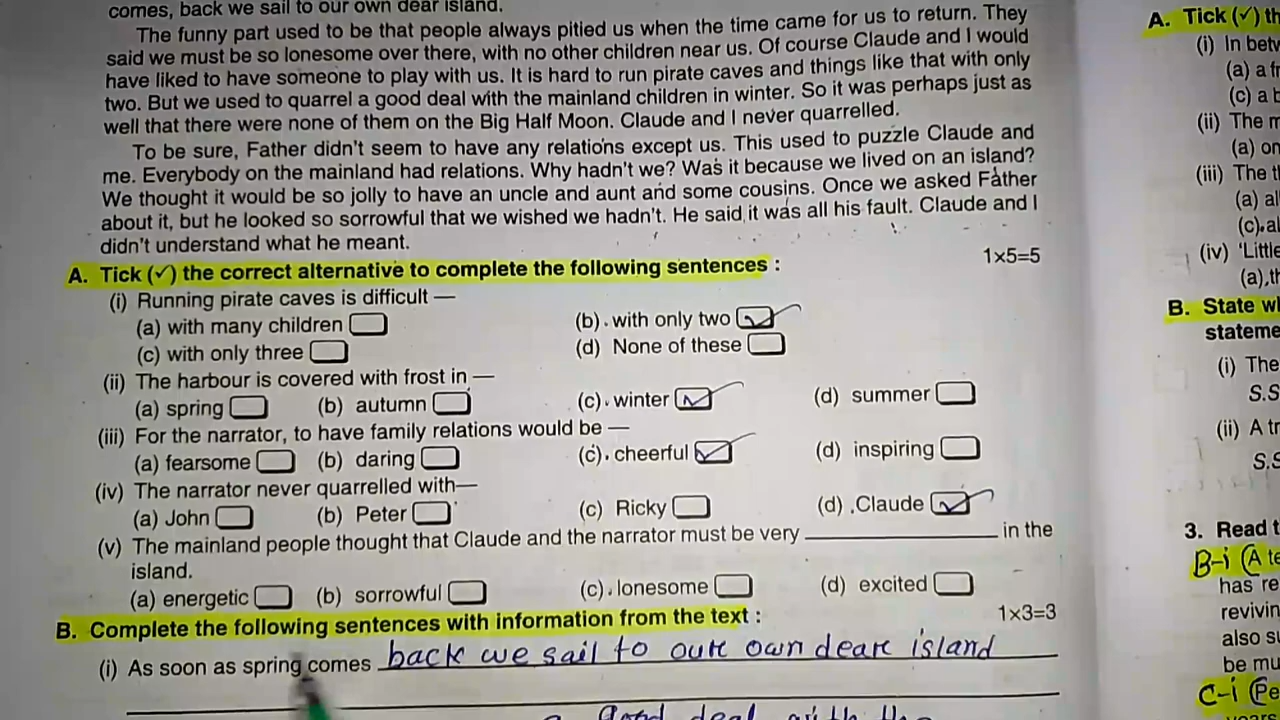 comes, back we sail to our own dear island.
The funny part used to be that people always pitied us when the time came for us to return. They
said we must be so lonesome over there, with no other children near us. Of course Claude and I would
have liked to have someone to play with us. It is hard to run pirate caves and things like that with only
two. But we used to quarrel a good deal with the mainland children in winter. So it was perhaps just as
well that there were none of them on the Big Half Moon. Claude and I never quarrelled.
To be sure, Father didn't seem to have any relations except us. This used to puzzle Claude and
me. Everybody on the mainland had relations. Why hadn't we? Was it because we lived on an island?
We thought it would be so jolly to have an uncle and aunt and some cousins. Once we asked Father
about it, but he looked so sorrowful that we wished we hadn't. He said it was all his fault. Claude and I
didn't understand what he meant.
A. Tick (✓) the correct alternative to complete the following sentences : 1×5=5
(i) Running pirate caves is difficult —
(a) with many children (b) with only two
(c) with only three (d) None of these
(ii) The harbour is covered with frost in —
(a) spring (b) autumn (c) winter (d) summer
(iii) For the narrator, to have family relations would be —
(a) fearsome (b) daring (c) cheerful (d) inspiring
(iv) The narrator never quarrelled with—
(a) John (b) Peter (c) Ricky (d) Claude
(v) The mainland people thought that Claude and the narrator must be very ____________ in the
island.
(a) energetic (b) sorrowful (c) lonesome (d) excited
B. Complete the following sentences with information from the text : 1×3=3
(i) As soon as spring comes back we sail to our own dear island
good deal with the
A. Tick (✓)
(i) In
(a) a
(c) a
(ii) The
(a)
(iii) The
(a)
(c)
(iv) 'Little
(a)
B. State
(i) The
S.S
(ii) A
S.S
3. Read
B-i (A
has
also
be
C-i